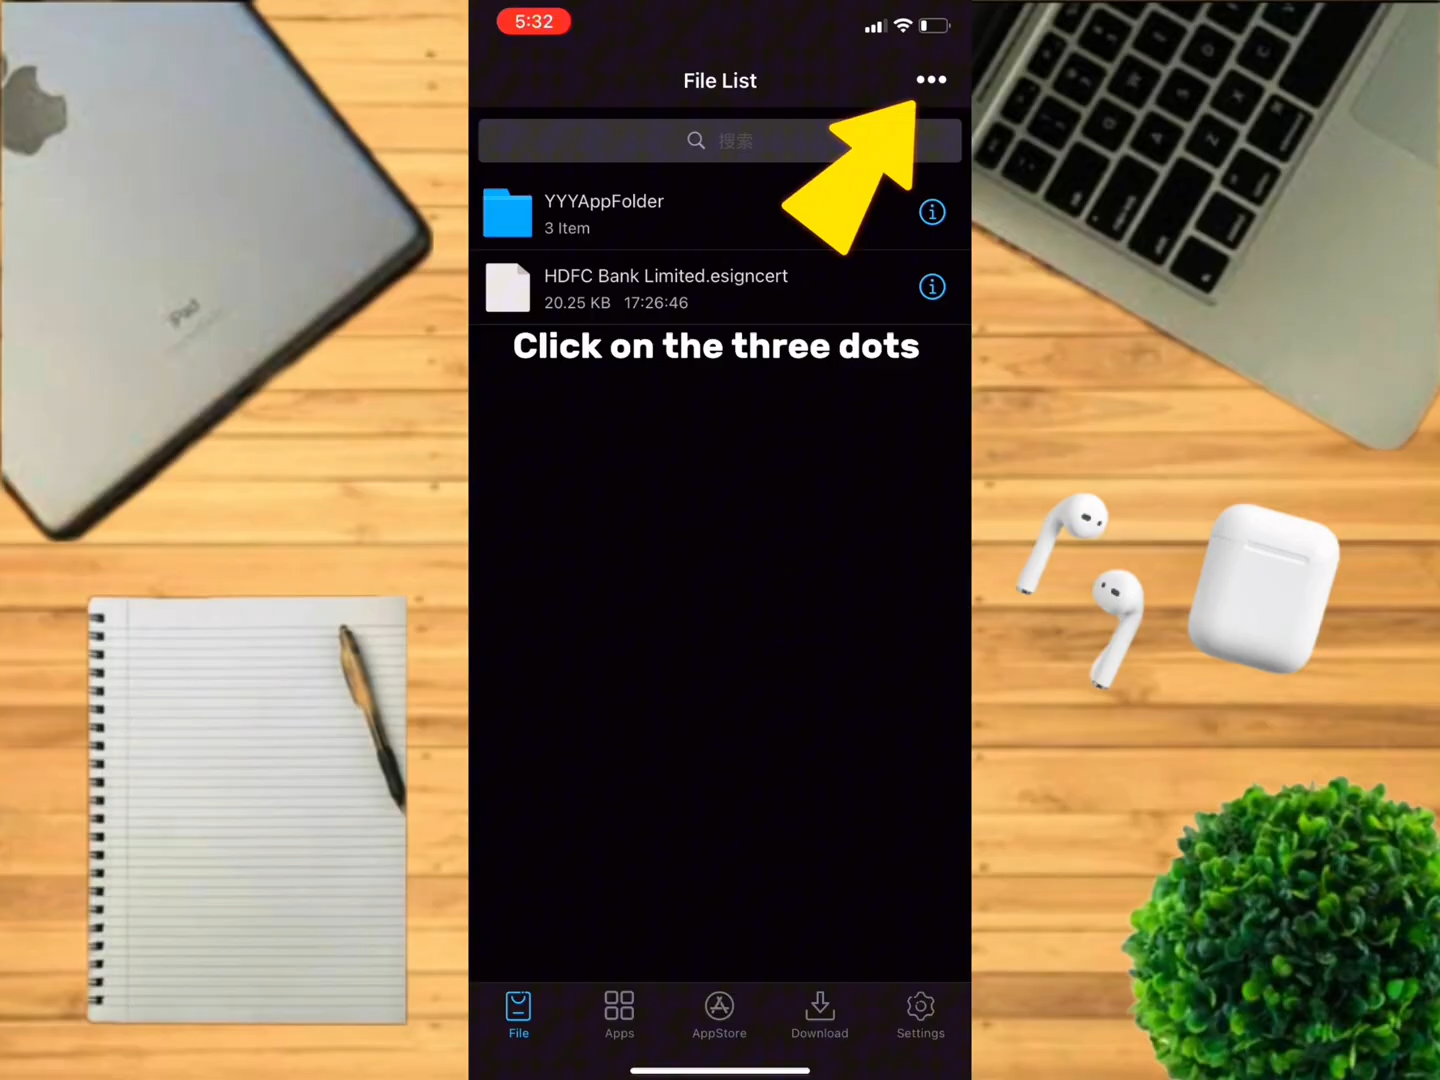 5:32
File List
搜索
YYYAppFolder
3 Item
HDFC Bank Limited.esigncert
20.25 KB 17:26:46
Click on the three dots
File
Apps
AppStore
Download
Settings
iPad